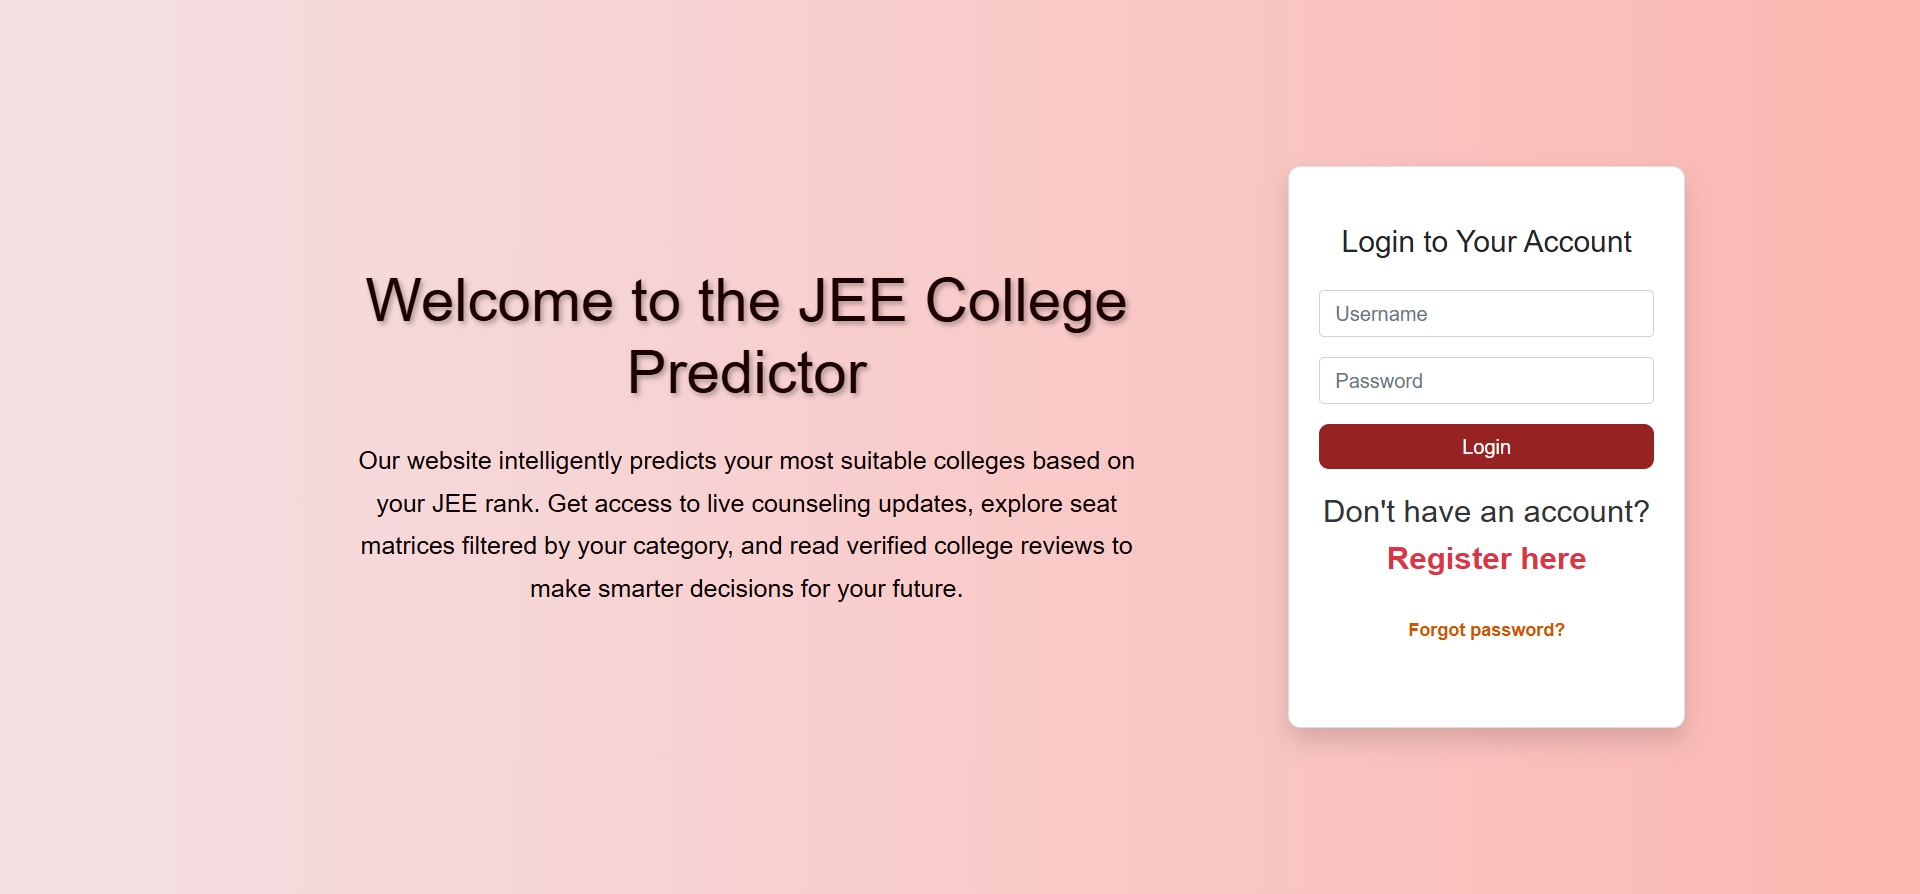 Welcome to the JEE College
Predictor
Our website intelligently predicts your most suitable colleges based on
your JEE rank. Get access to live counseling updates, explore seat
matrices filtered by your category, and read verified college reviews to
make smarter decisions for your future.
Login to Your Account
Username
Password
Login
Don't have an account?
Register here
Forgot password?